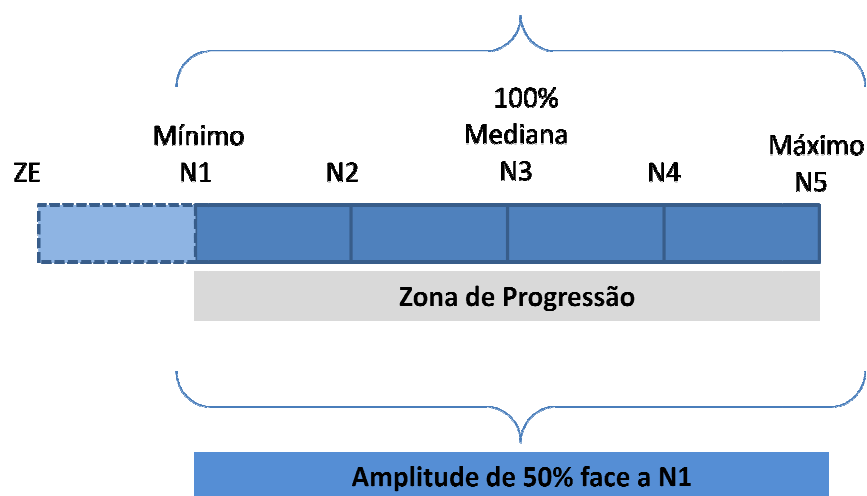 100%
Mínimo
Mediana
Máximo
ZE
N1
N2
N3
N4
N5
Zona de Progressão
Amplitude de 50% face a N1